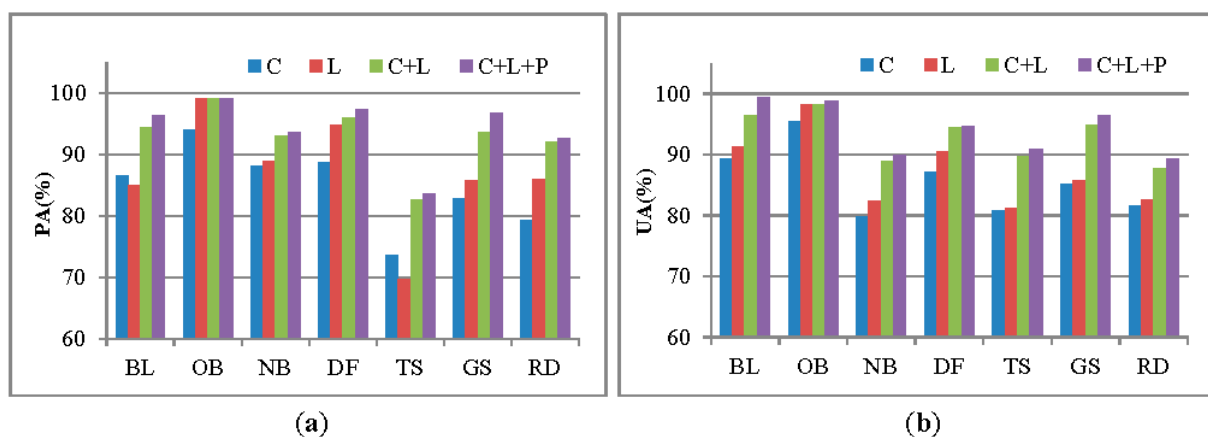 C L C+L C+L+P
100
90
80
70
60
PA(%)
BL OB NB DF TS GS RD
(a)
C L C+L C+L+P
100
90
80
70
60
UA(%)
BL OB NB DF TS GS RD
(b)